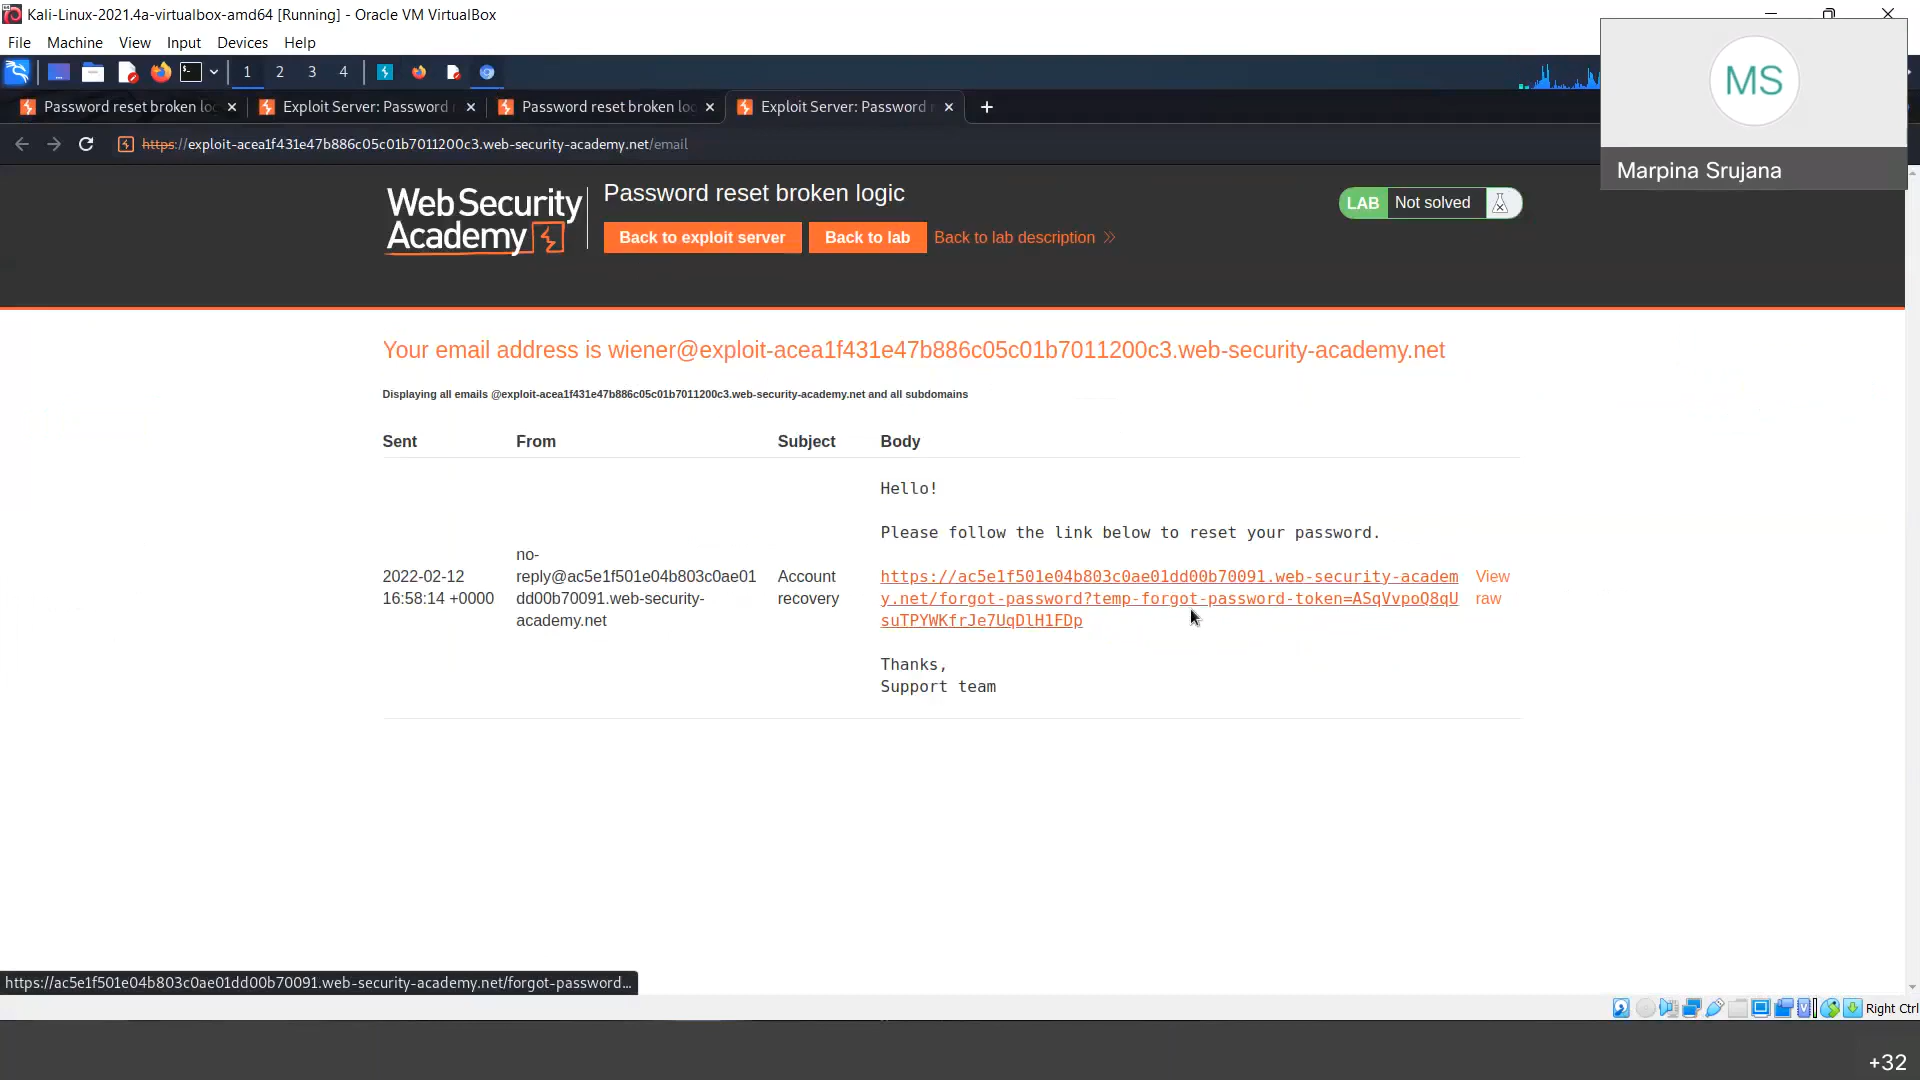 Kali-Linux-2021.4a-virtualbox-amd64 [Running] - Oracle VM VirtualBox
File Machine View Input Devices Help
1 2 3 4
Password reset broken lo
Exploit Server: Password
Password reset broken lo
Exploit Server: Password
https://exploit-acea1f431e47b886c05c01b7011200c3.web-security-academy.net/email
MS
Marpina Srujana
WebSecurity
Academy
Password reset broken logic
Back to exploit server
Back to lab
Back to lab description
LAB Not solved
Your email address is wiener@exploit-acea1f431e47b886c05c01b7011200c3.web-security-academy.net
Displaying all emails @exploit-acea1f431e47b886c05c01b7011200c3.web-security-academy.net and all subdomains
Sent From Subject Body
2022-02-12
16:58:14 +0000
no-
reply@ac5e1f501e04b803c0ae01
dd00b70091.web-security-
academy.net
Account
recovery
Hello!
Please follow the link below to reset your password.
https://ac5e1f501e04b803c0ae01dd00b70091.web-security-academ
y.net/forgot-password?temp-forgot-password-token=ASqVvpoQ8qU
suTPYWKfrJe7UqDlH1FDp
Thanks,
Support team
View
raw
https://ac5e1f501e04b803c0ae01dd00b70091.web-security-academy.net/forgot-password...
Right Ctrl
+32